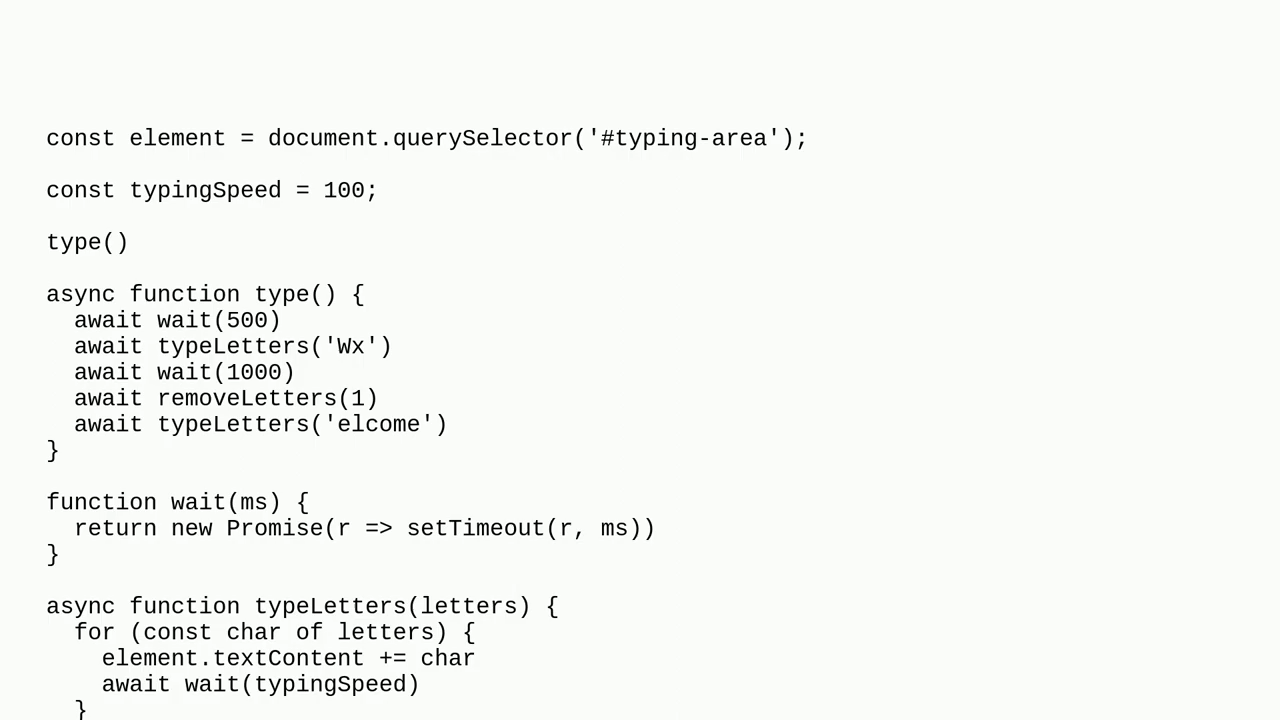 const element = document.querySelector('#typing-area');
const typingSpeed = 100;
type()
async function type() {
  await wait(500)
  await typeLetters('Wx')
  await wait(1000)
  await removeLetters(1)
  await typeLetters('elcome')
}
function wait(ms) {
  return new Promise(r => setTimeout(r, ms))
}
async function typeLetters(letters) {
  for (const char of letters) {
    element.textContent += char
    await wait(typingSpeed)
  }